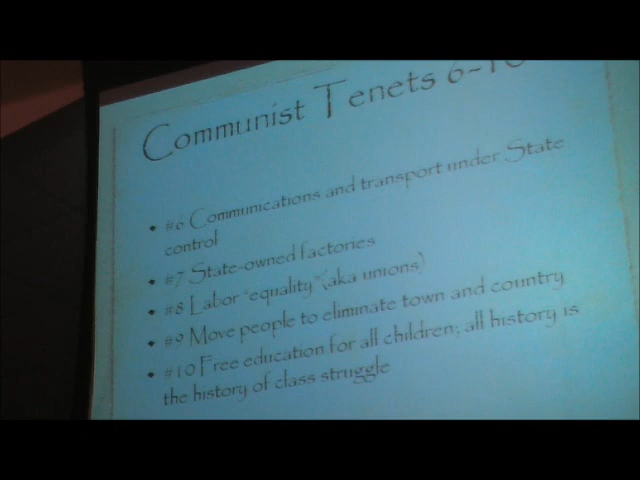 Communist Tenets 6-10
• #6 Communications and transport under State
control
• #7 State-owned factories
• #8 Labor "equality" (aka unions)
• #9 Move people to eliminate town and country
• #10 Free education for all children; all history is
the history of class struggle